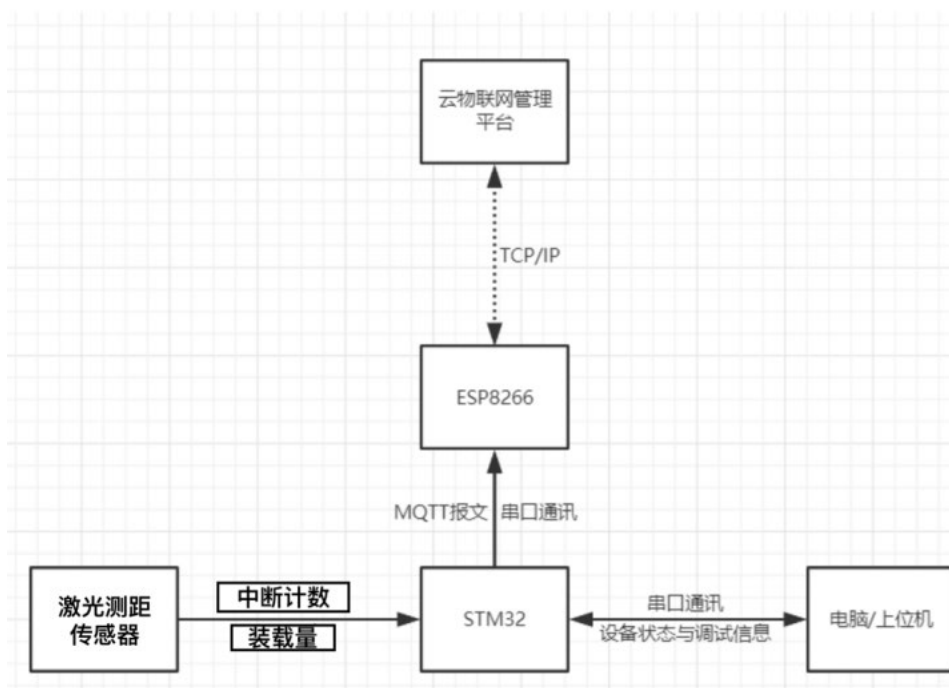 云物联网管理
平台
TCP/IP
ESP8266
MQTT报文 串口通讯
激光测距
传感器
中断计数
装载量
STM32
串口通讯
设备状态与调试信息
电脑/上位机